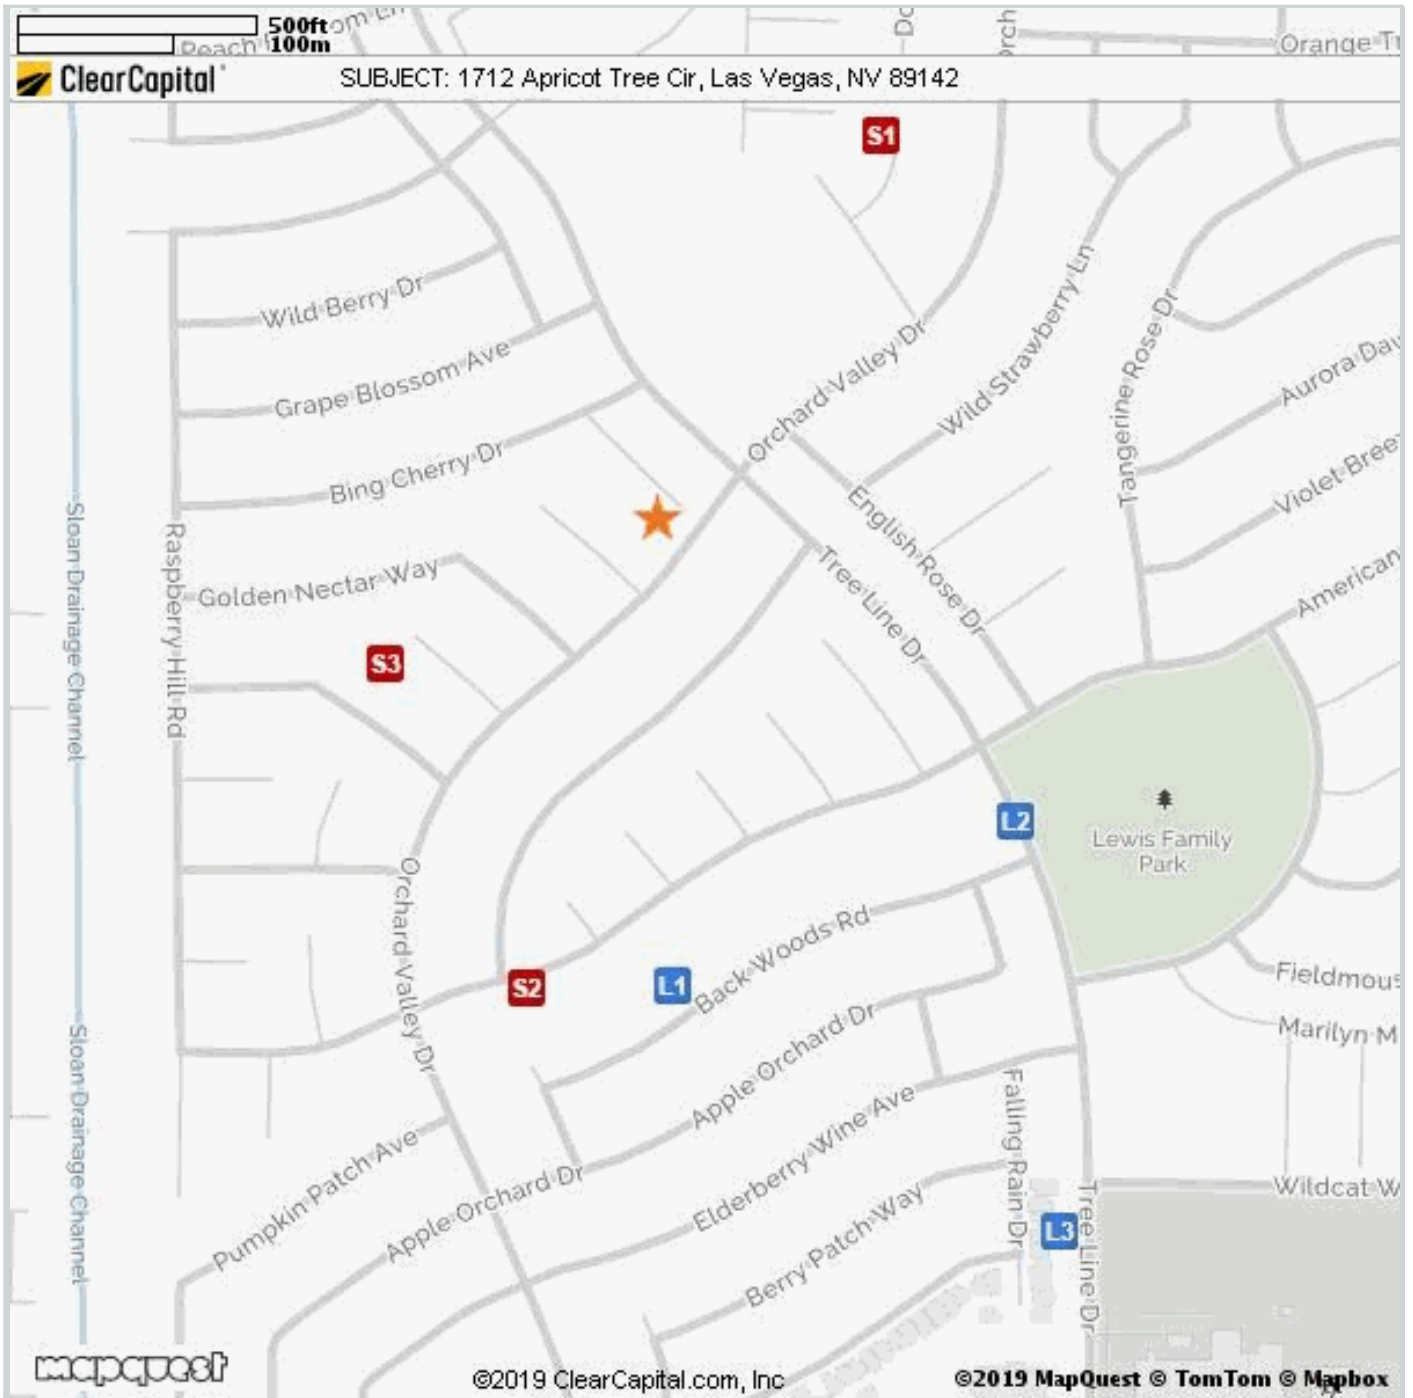 500ft
100m
Orange
ClearCapital
SUBJECT: 1712 Apricot Tree Cir, Las Vegas, NV 89142
S1
Wild Berry Dr
Grape Blossom Ave
Bing Cherry Dr
Orchard Valley Dr
Wild Strawberry Ln
Tangerine Rose Dr
Aurora
Violet
English Rose Dr
Sloan Drainage Channel
Raspberry Hill Rd
Golden Nectar Way
Tree Line Dr
American
S3
L2
Lewis Family
Park
Orchard Valley Dr
S2
L1
Back Woods Rd
Apple Orchard Dr
Fieldmous
Marilyn M
Sloan Drainage Channel
Pumpkin Patch Ave
Apple Orchard Dr
Elderberry Wine Ave
Falling Rain Dr
Wildcat W
Berry Patch Way
L3
Tree Line Dr
mapquest
©2019 ClearCapital.com, Inc
©2019 MapQuest © TomTom © Mapbox